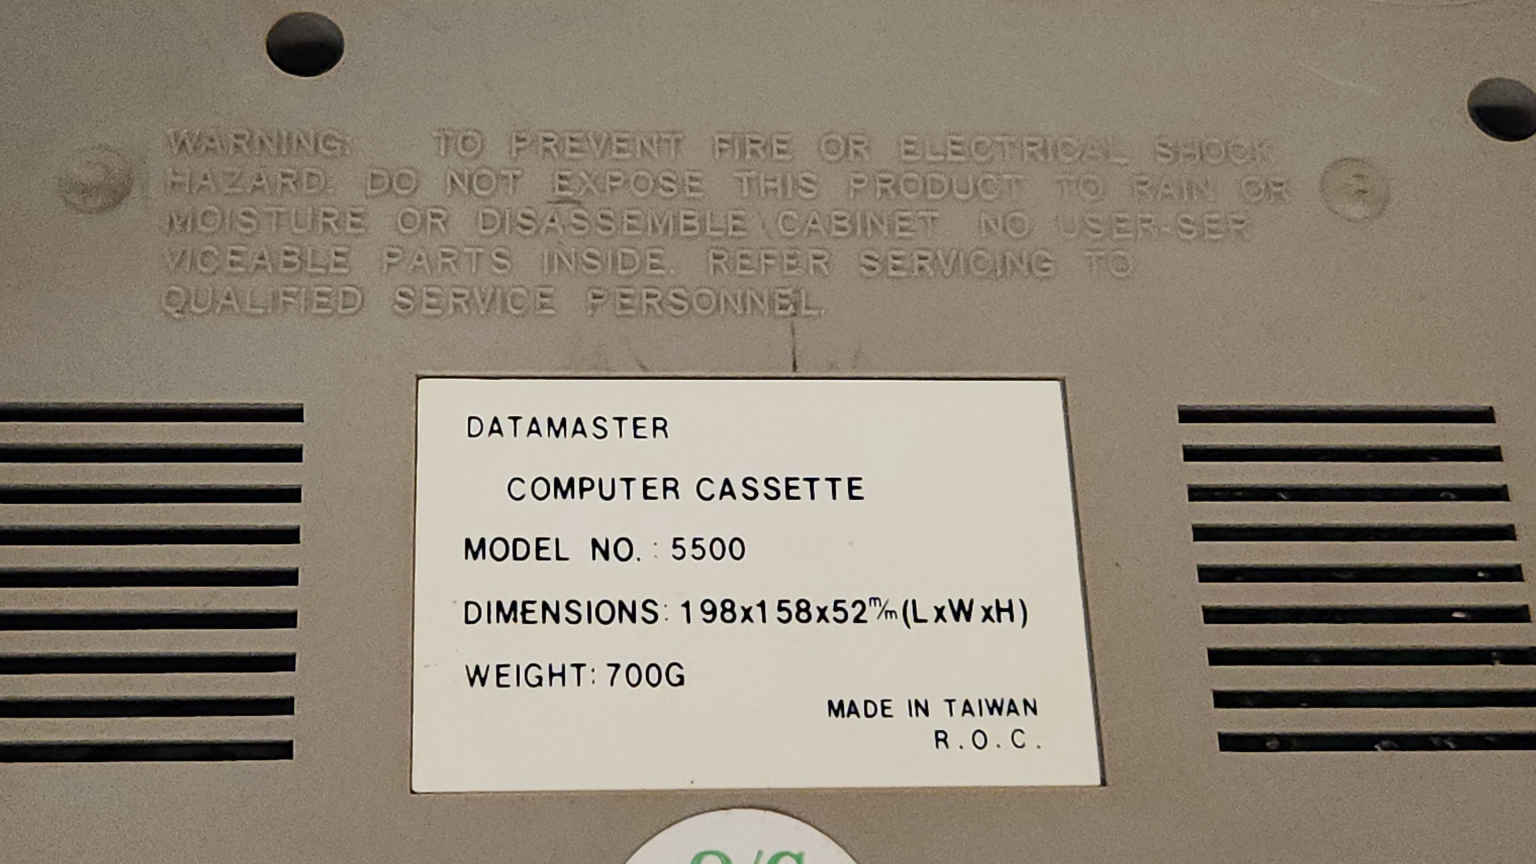 WARNING: TO PREVENT FIRE OR ELECTRICAL SHOCK
HAZARD. DO NOT EXPOSE THIS PRODUCT TO RAIN OR
MOISTURE OR DISASSEMBLE CABINET NO USER-SER
VICEABLE PARTS INSIDE. REFER SERVICING TO
QUALIFIED SERVICE PERSONNEL.
DATAMASTER
COMPUTER CASSETTE
MODEL NO.: 5500
DIMENSIONS: 198x158x52m/m(LxWxH)
WEIGHT: 700G
MADE IN TAIWAN
R.O.C.